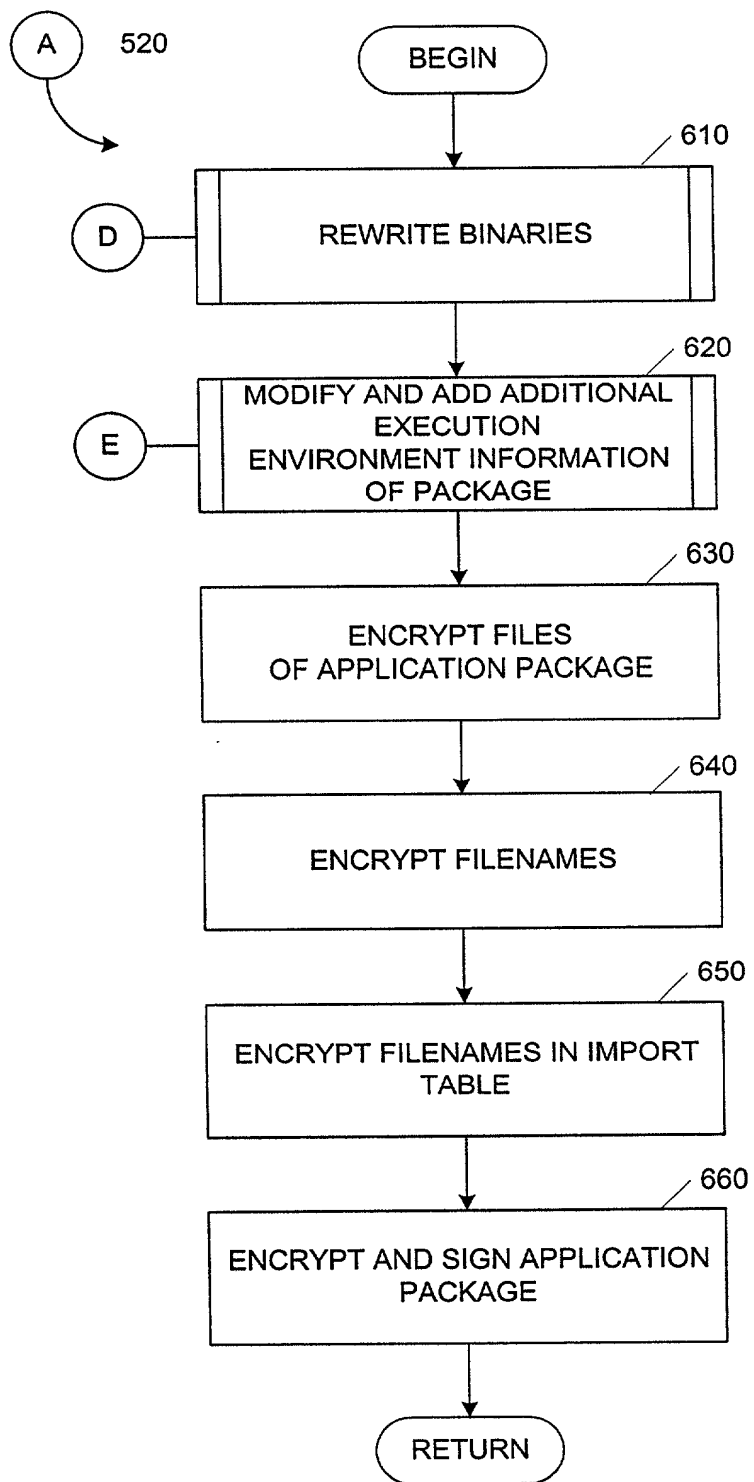 A
520
BEGIN
610
D
REWRITE BINARIES
620
E
MODIFY AND ADD ADDITIONAL
EXECUTION
ENVIRONMENT INFORMATION
OF PACKAGE
630
ENCRYPT FILES
OF APPLICATION PACKAGE
640
ENCRYPT FILENAMES
650
ENCRYPT FILENAMES IN IMPORT
TABLE
660
ENCRYPT AND SIGN APPLICATION
PACKAGE
RETURN